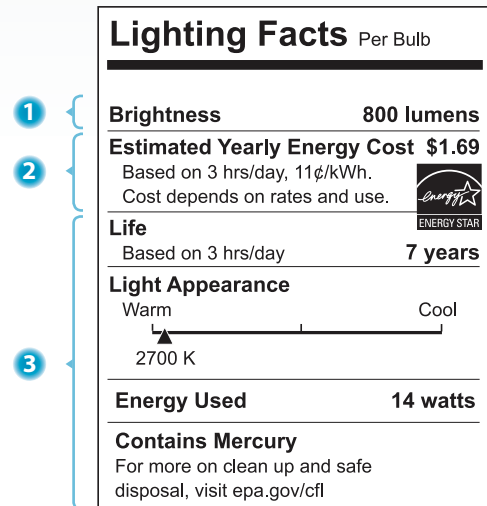 Lighting Facts Per Bulb
1
Brightness 800 lumens
2
Estimated Yearly Energy Cost $1.69
Based on 3 hrs/day, 11¢/kWh.
Cost depends on rates and use.
energy
ENERGY STAR
3
Life
Based on 3 hrs/day 7 years
Light Appearance
Warm Cool
2700 K
Energy Used 14 watts
Contains Mercury
For more on clean up and safe
disposal, visit epa.gov/cfl